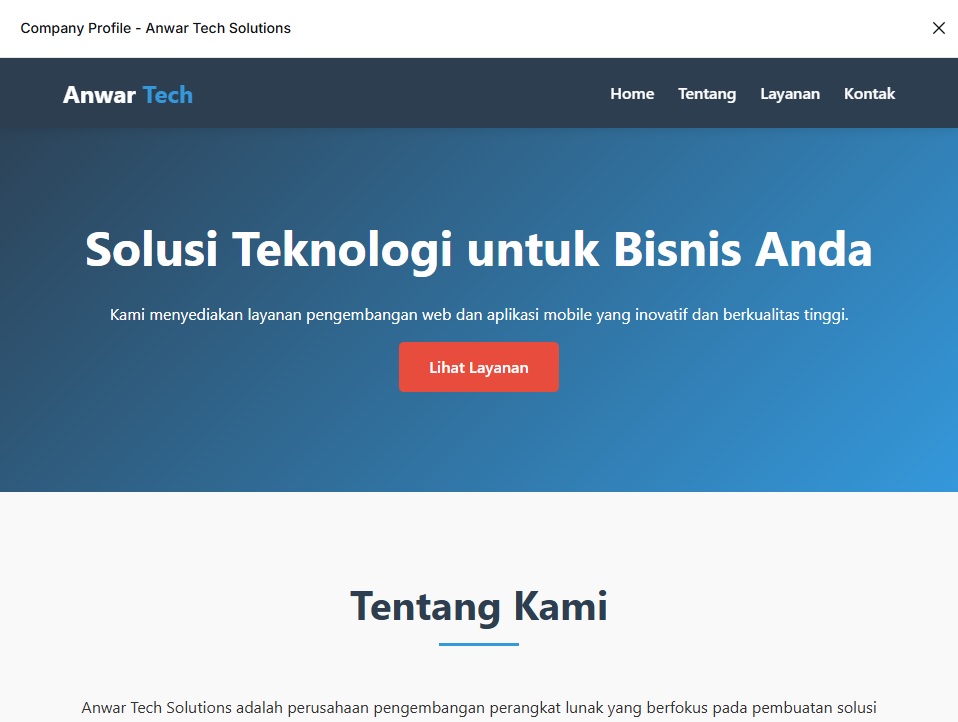 Company Profile - Anwar Tech Solutions
Anwar Tech
Home Tentang Layanan Kontak
Solusi Teknologi untuk Bisnis Anda
Kami menyediakan layanan pengembangan web dan aplikasi mobile yang inovatif dan berkualitas tinggi.
Lihat Layanan
Tentang Kami
Anwar Tech Solutions adalah perusahaan pengembangan perangkat lunak yang berfokus pada pembuatan solusi